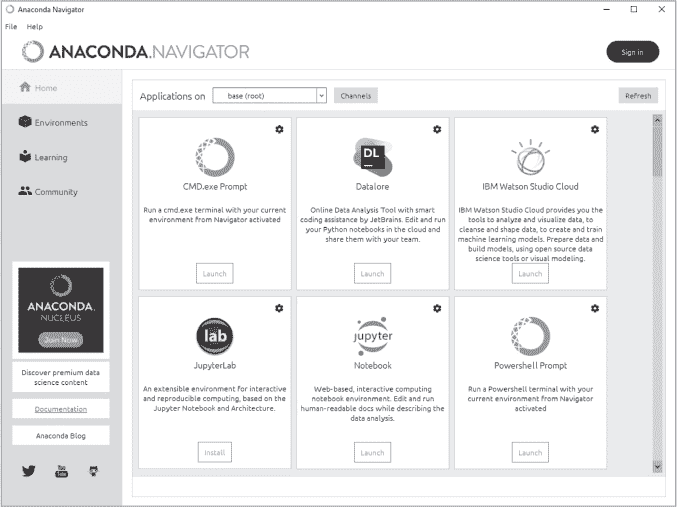 Anaconda Navigator
File Help
ANACONDA.NAVIGATOR
Sign in
Home
Environments
Learning
Community
ANACONDA.
NUCLEUS
Join Now
Discover premium data
science content
Documentation
Anaconda Blog
You
Tube
Applications on
base (root)
Channels
Refresh
CMD.exe Prompt
Run a cmd.exe terminal with your current
environment from Navigator activated
Launch
DL
Datalore
Online Data Analysis Tool with smart
coding assistance by JetBrains. Edit and run
your Python notebooks in the cloud and
share them with your team.
Launch
IBM Watson Studio Cloud
IBM Watson Studio Cloud provides you the
tools to analyze and visualize data, to
cleanse and shape data, to create and train
machine learning models. Prepare data and
build models, using open source data
science tools or visual modeling.
Launch
lab
JupyterLab
An extensible environment for interactive
and reproducible computing, based on the
Jupyter Notebook and Architecture.
Install
jupyter
Notebook
Web-based, interactive computing
notebook environment. Edit and run
human-readable docs while describing the
data analysis.
Launch
Powershell Prompt
Run a Powershell terminal with your
current environment from Navigator
activated
Launch